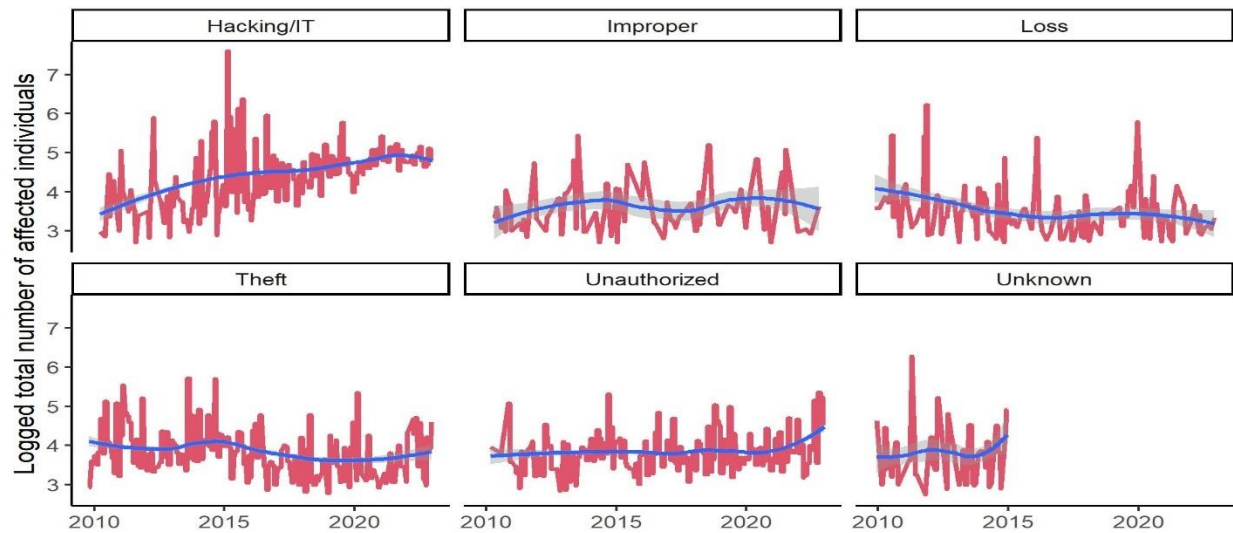 Hacking/IT
Improper
Loss
Logged total number of affected individuals
7
6
5
4
3
Theft
Unauthorized
Unknown
7
6
5
4
3
2010
2015
2020
2010
2015
2020
2010
2015
2020